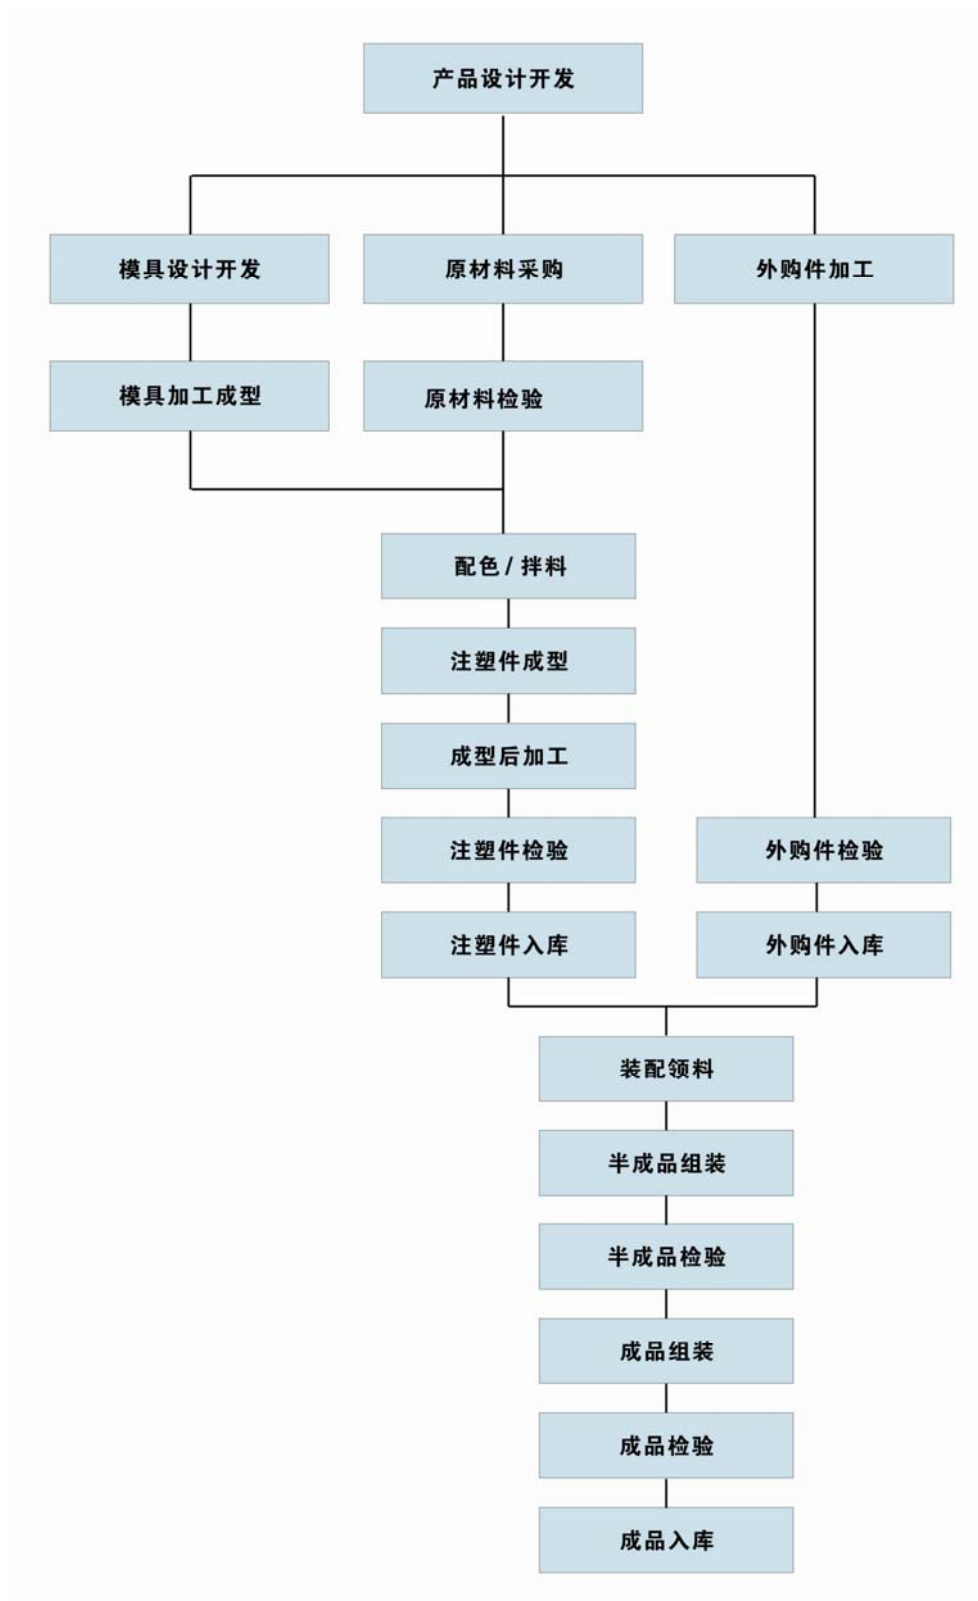 产品设计开发
模具设计开发
原材料采购
外购件加工
模具加工成型
原材料检验
配色/拌料
注塑件成型
成型后加工
注塑件检验
外购件检验
注塑件入库
外购件入库
装配领料
半成品组装
半成品检验
成品组装
成品检验
成品入库